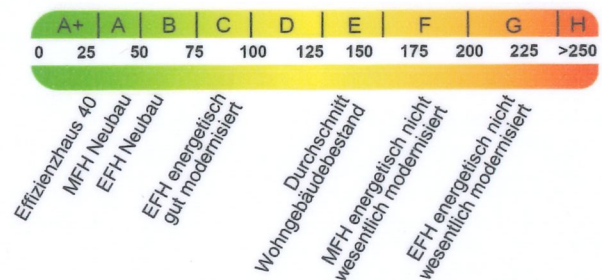 A+ A B C D E F G H
0 25 50 75 100 125 150 175 200 225 >250
Effizienzhaus 40
MFH Neubau
EFH Neubau
EFH energetisch
gut modernisiert
Durchschnitt
Wohngebäudebestand
MFH energetisch nicht
wesentlich modernisiert
EFH energetisch nicht
wesentlich modernisiert